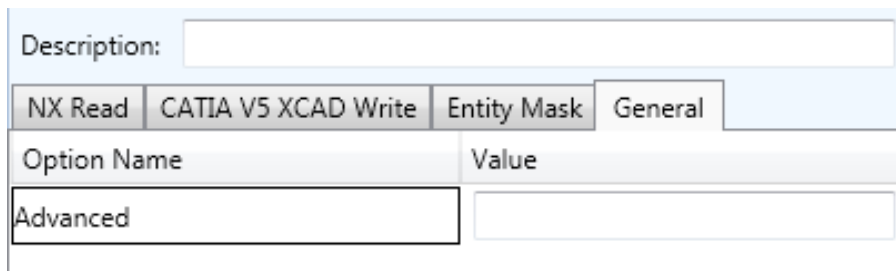 Description:
NX Read CATIA V5 XCAD Write Entity Mask General
Option Name Value
Advanced